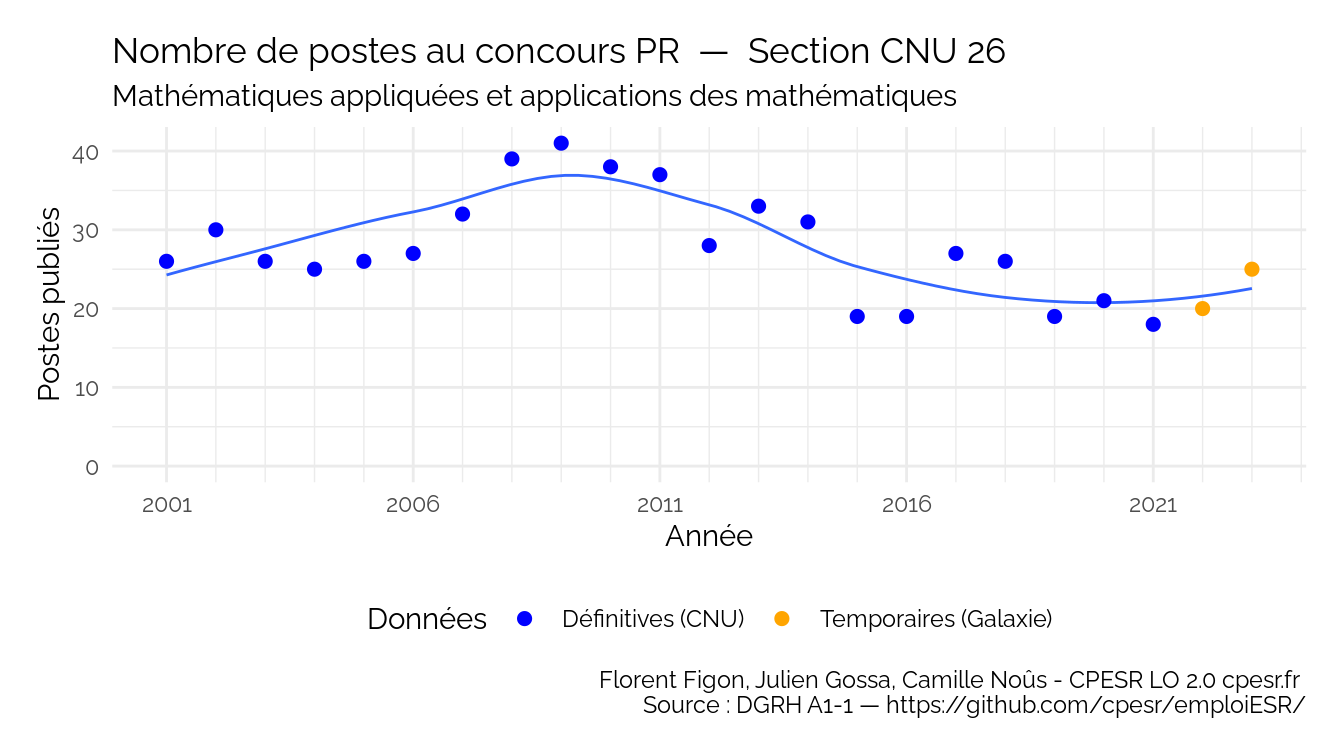 Nombre de postes au concours PR — Section CNU 26
Mathématiques appliquées et applications des mathématiques
Postes publiés
40
30
20
10
0
2001 2006 2011 2016 2021
Année
Données Définitives (CNU) Temporaires (Galaxie)
Florent Figon, Julien Gossa, Camille Noûs - CPESR LO 2.0 cpesr.fr
Source : DGRH A1-1 — https://github.com/cpesr/emploiESR/